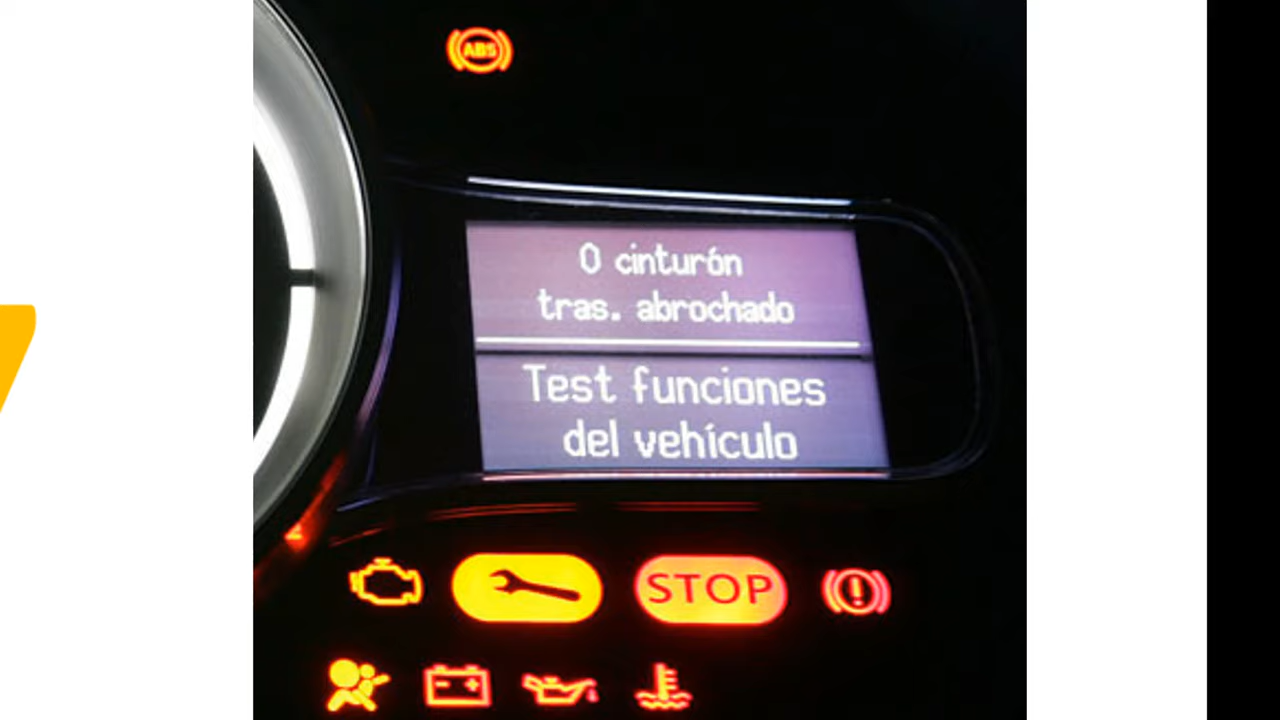 ABS
0 cinturón
tras. abrochado
Test funciones
del vehículo
STOP